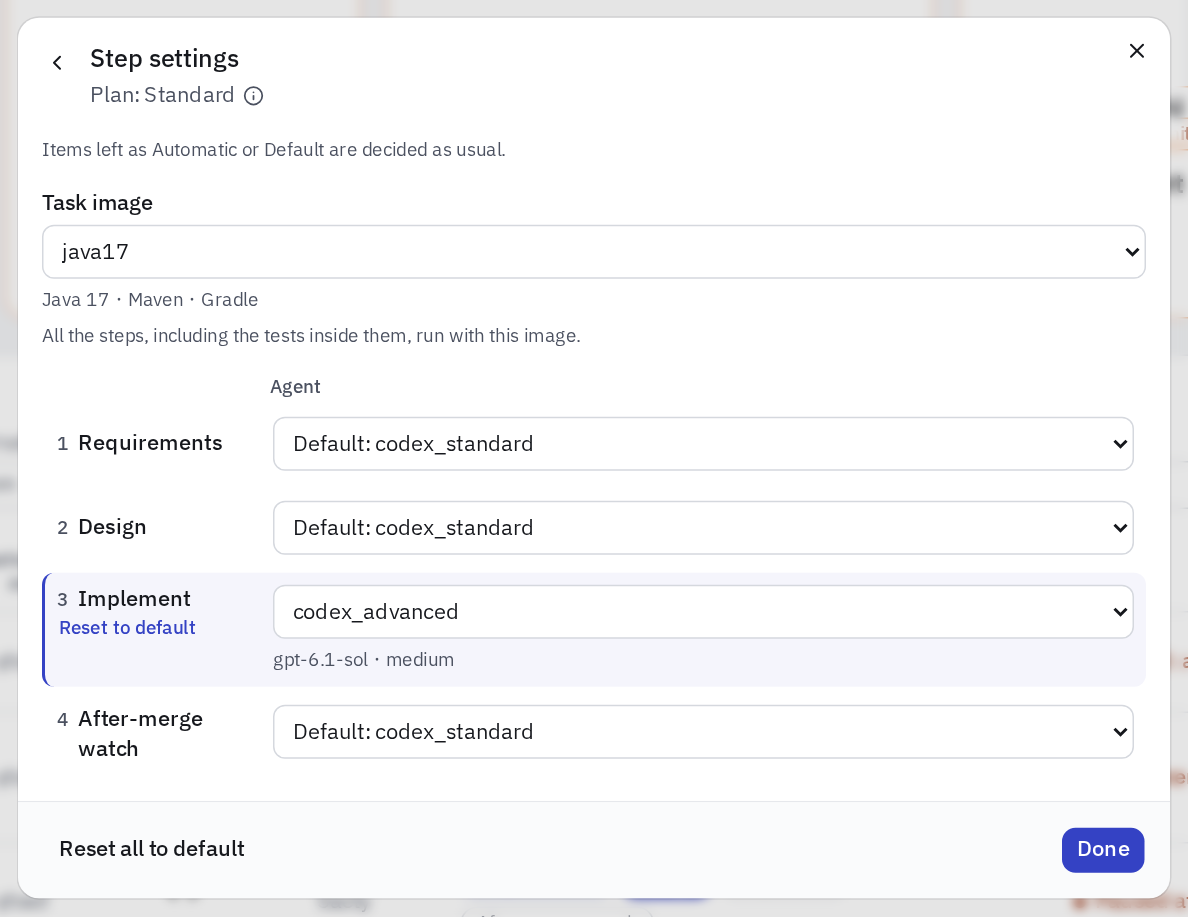 Step settings
Plan: Standard
Items left as Automatic or Default are decided as usual.
Task image
java17
Java 17 · Maven · Gradle
All the steps, including the tests inside them, run with this image.
Agent
1 Requirements
Default: codex_standard
2 Design
Default: codex_standard
3 Implement
Reset to default
codex_advanced
gpt-6.1-sol · medium
4 After-merge
watch
Default: codex_standard
Reset all to default
Done